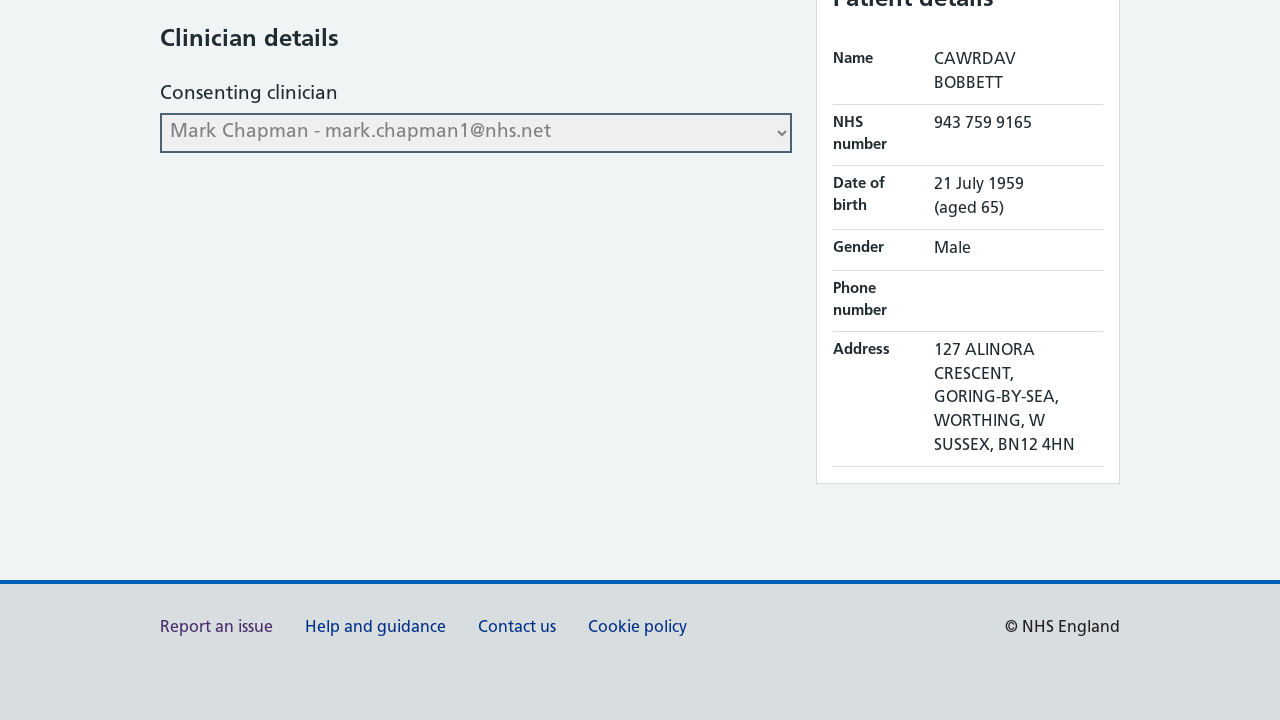 Clinician details
Consenting clinician
Mark Chapman - mark.chapman1@nhs.net
Patient details
Name
CAWRDAV
BOBBETT
NHS
number
943 759 9165
Date of
birth
21 July 1959
(aged 65)
Gender
Male
Phone
number
Address
127 ALINORA
CRESCENT,
GORING-BY-SEA,
WORTHING, W
SUSSEX, BN12 4HN
Report an issue
Help and guidance
Contact us
Cookie policy
© NHS England